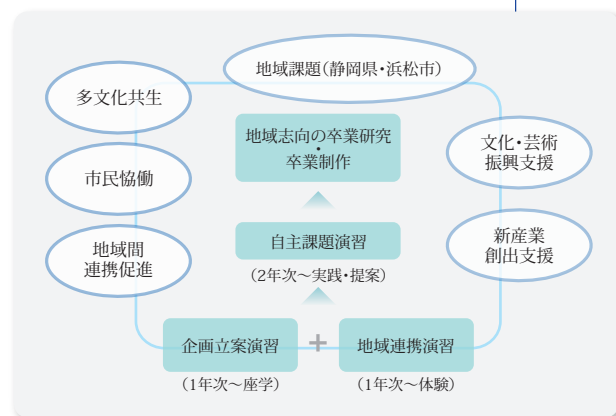 地域課題(静岡県・浜松市)
多文化共生
市民協働
地域間
連携促進
文化・芸術
振興支援
新産業
創出支援
地域志向の卒業研究
・
卒業制作
自主課題演習
(2年次～実践・提案)
企画立案演習
+
地域連携演習
(1年次～座学)
(1年次～体験)